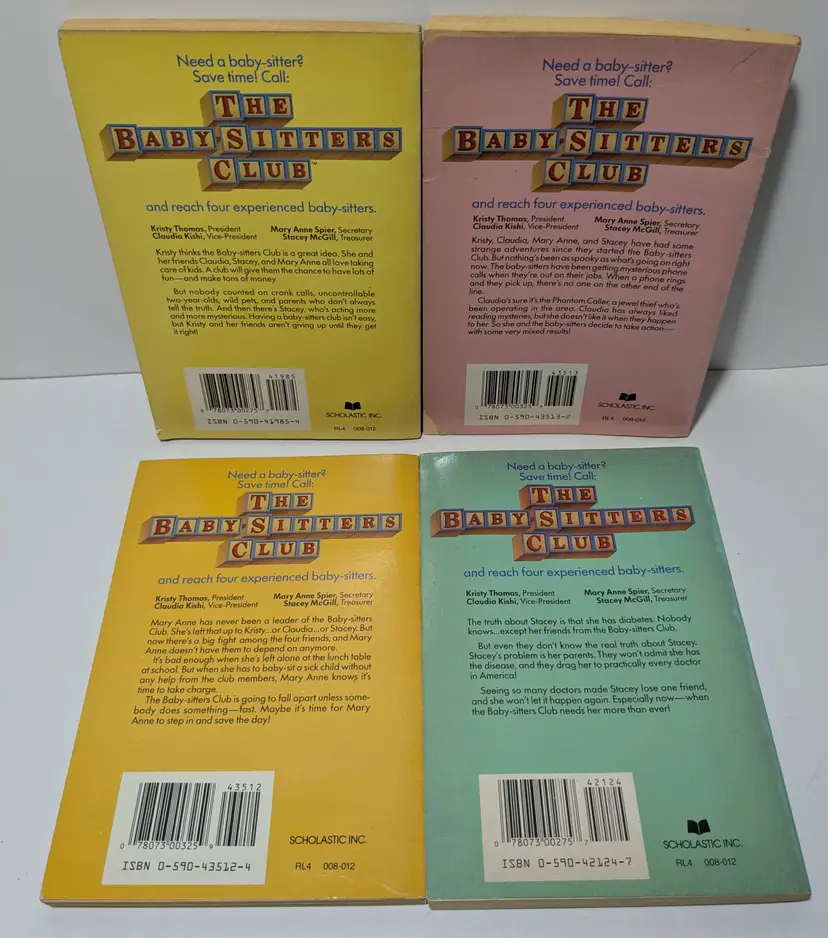 Need a baby-sitter?
Save time! Call:
THE
BABY-SITTERS
CLUB™
and reach four experienced baby-sitters.
Kristy Thomas, President
Mary Anne Spier, Secretary
Claudia Kishi, Vice-President
Stacey McGill, Treasurer
Kristy thinks the Baby-sitters Club is a great idea. She and
her friends Claudia, Stacey, and Mary Anne all love taking
care of kids. A club will give them the chance to have lots of
fun—and make tons of money.
But nobody counted on crank calls, uncontrollable
two-year-olds, wild pets, and parents who don't always
tell the truth. And then there's Stacey, who's acting more
and more mysterious. Having a baby-sitters club isn't easy,
but Kristy and her friends aren't giving up until they get
it right!
41985
0 78073 00275 7
ISBN 0-590-41985-4
SCHOLASTIC INC.
RL4 008-012
Need a baby-sitter?
Save time! Call:
THE
BABY-SITTERS
CLUB
and reach four experienced baby-sitters.
Kristy Thomas, President
Mary Anne Spier, Secretary
Claudia Kishi, Vice-President
Stacey McGill, Treasurer
Kristy, Claudia, Mary Anne, and Stacey have had some
strange adventures since they started the Baby-sitters
Club. But nothing's been as spooky as what's going on right
now. The baby-sitters have been getting mysterious phone
calls when they're out on their jobs. When a phone rings
and they pick up, there's no one on the other end of the
line.
Claudia's sure it's the Phantom Caller, a jewel thief who's
been operating in the area. Claudia has always liked
reading mysteries, but she doesn't like it when they happen
to her. So she and the baby-sitters decide to take action—
with some very mixed results!
43513
0 78073 00325
ISBN 0-590-43513-2
SCHOLASTIC INC.
RL4 008-012
Need a baby-sitter?
Save time! Call:
THE
BABY-SITTERS
CLUB
and reach four experienced baby-sitters.
Kristy Thomas, President
Mary Anne Spier, Secretary
Claudia Kishi, Vice-President
Stacey McGill, Treasurer
Mary Anne has never been a leader of the Baby-sitters
Club. She's left that up to Kristy...or Claudia...or Stacey. But
now there's a big fight among the four friends, and Mary
Anne doesn't have them to depend on anymore.
It's bad enough when she's left alone at the lunch table
at school. But when she has to baby-sit a sick child without
any help from the club members, Mary Anne knows it's
time to take charge.
The Baby-sitters Club is going to fall apart unless some-
body does something—fast. Maybe it's time for Mary
Anne to step in and save the day!
43512
0 78073 00325 9
ISBN 0-590-43512-4
SCHOLASTIC INC.
RL4 008-012
Need a baby-sitter?
Save time! Call:
THE
BABY-SITTERS
CLUB
and reach four experienced baby-sitters.
Kristy Thomas, President
Mary Anne Spier, Secretary
Claudia Kishi, Vice-President
Stacey McGill, Treasurer
The truth about Stacey is that she has diabetes. Nobody
knows...except her friends from the Baby-sitters Club.
But even they don't know the real truth about Stacey.
Stacey's problem is her parents. They won't admit she has
the disease, and they drag her to practically every doctor
in America!
Seeing so many doctors made Stacey lose one friend,
and she won't let it happen again. Especially now—when
the Baby-sitters Club needs her more than ever!
42124
0 78073 00275 7
ISBN 0-590-42124-7
SCHOLASTIC INC.
RL4 008-012